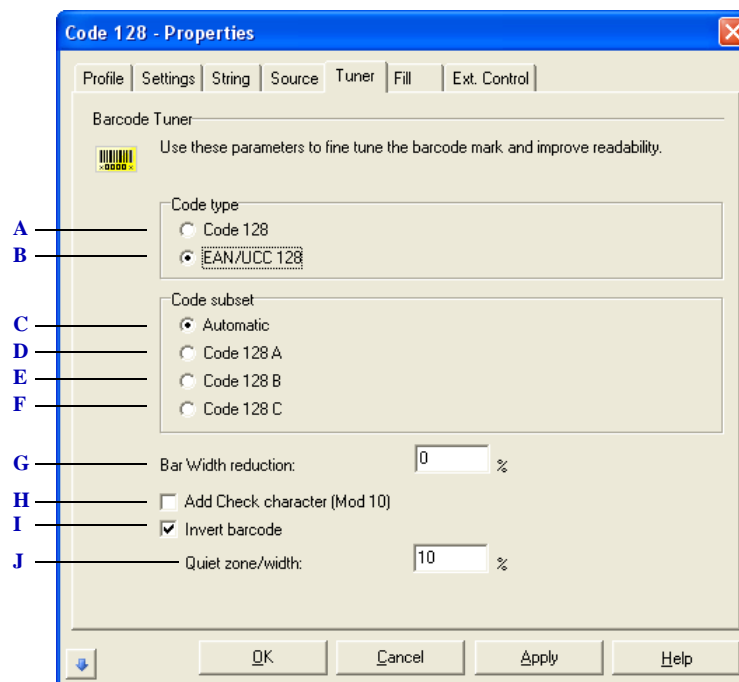 Code 128 - Properties
Profile Settings String Source Tuner Fill Ext. Control
Barcode Tuner
Use these parameters to fine tune the barcode mark and improve readability.
Code type
A Code 128
B EAN/UCC 128
Code subset
C Automatic
D Code 128 A
E Code 128 B
F Code 128 C
G Bar Width reduction: 0 %
H Add Check character (Mod 10)
I Invert barcode
J Quiet zone/width: 10 %
OK Cancel Apply Help